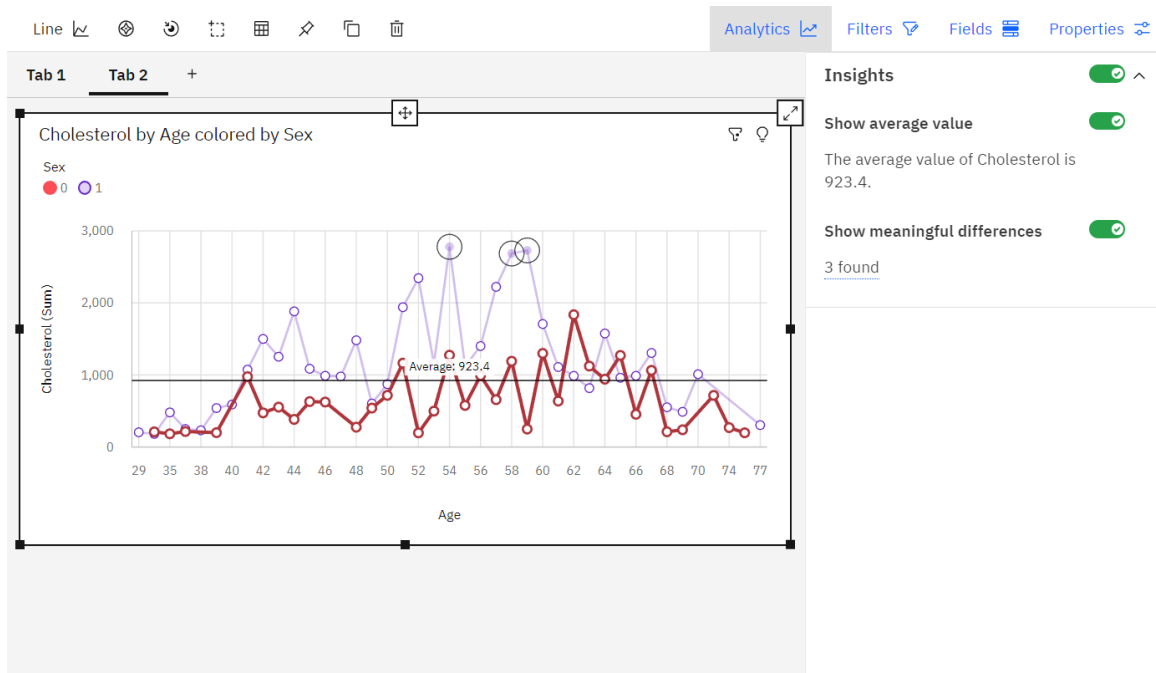 Line
Analytics
Filters
Fields
Properties
Tab 1
Tab 2
+
Insights
Show average value
The average value of Cholesterol is
923.4.
Show meaningful differences
3 found
Cholesterol by Age colored by Sex
Sex
0 1
3,000
2,000
1,000
0
Cholesterol (Sum)
Average: 923.4
29 35 38 40 42 44 46 48 50 52 54 56 58 60 62 64 66 68 70 74 77
Age